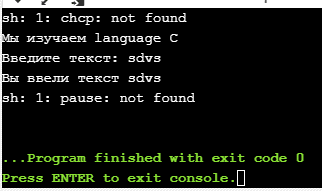 sh: 1: chcp: not found
Мы изучаем language C
Введите текст: sdvs
Вы ввели текст sdvs
sh: 1: pause: not found
...Program finished with exit code 0
Press ENTER to exit console.